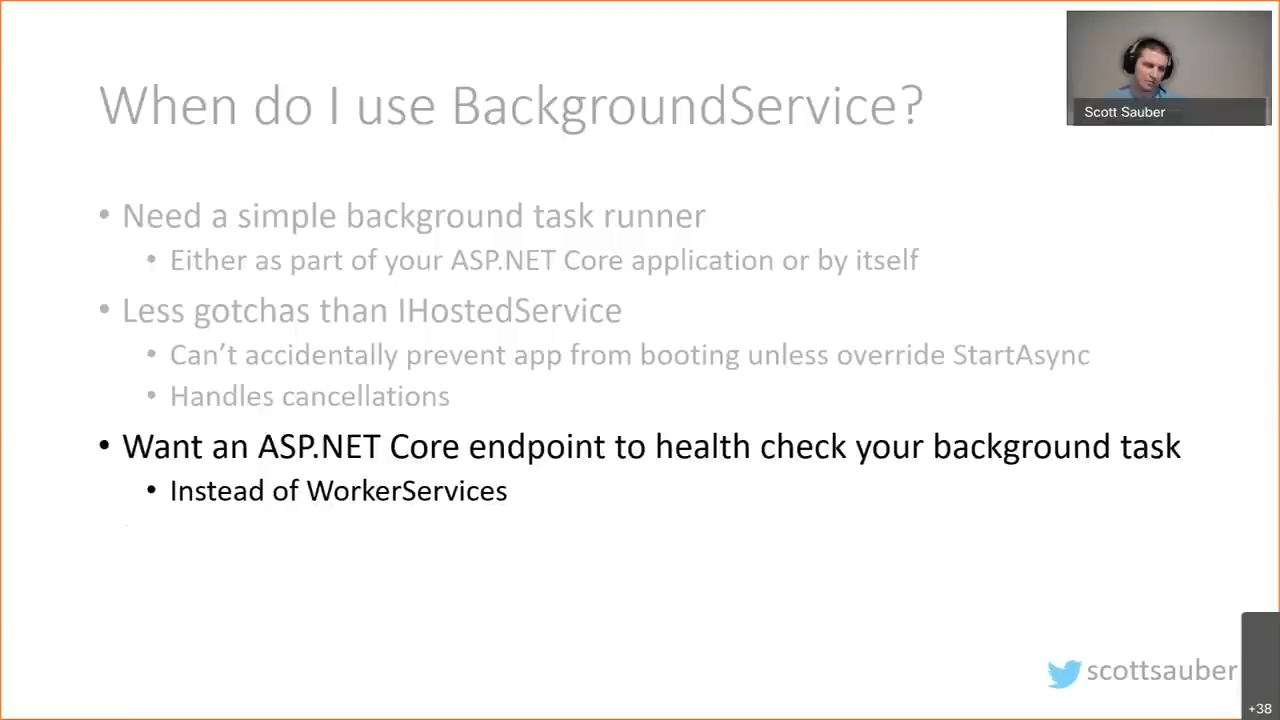 When do I use BackgroundService?
Scott Sauber
• Need a simple background task runner
• Either as part of your ASP.NET Core application or by itself
• Less gotchas than IHostedService
• Can’t accidentally prevent app from booting unless override StartAsync
• Handles cancellations
• Want an ASP.NET Core endpoint to health check your background task
• Instead of WorkerServices
scottsauber
+38